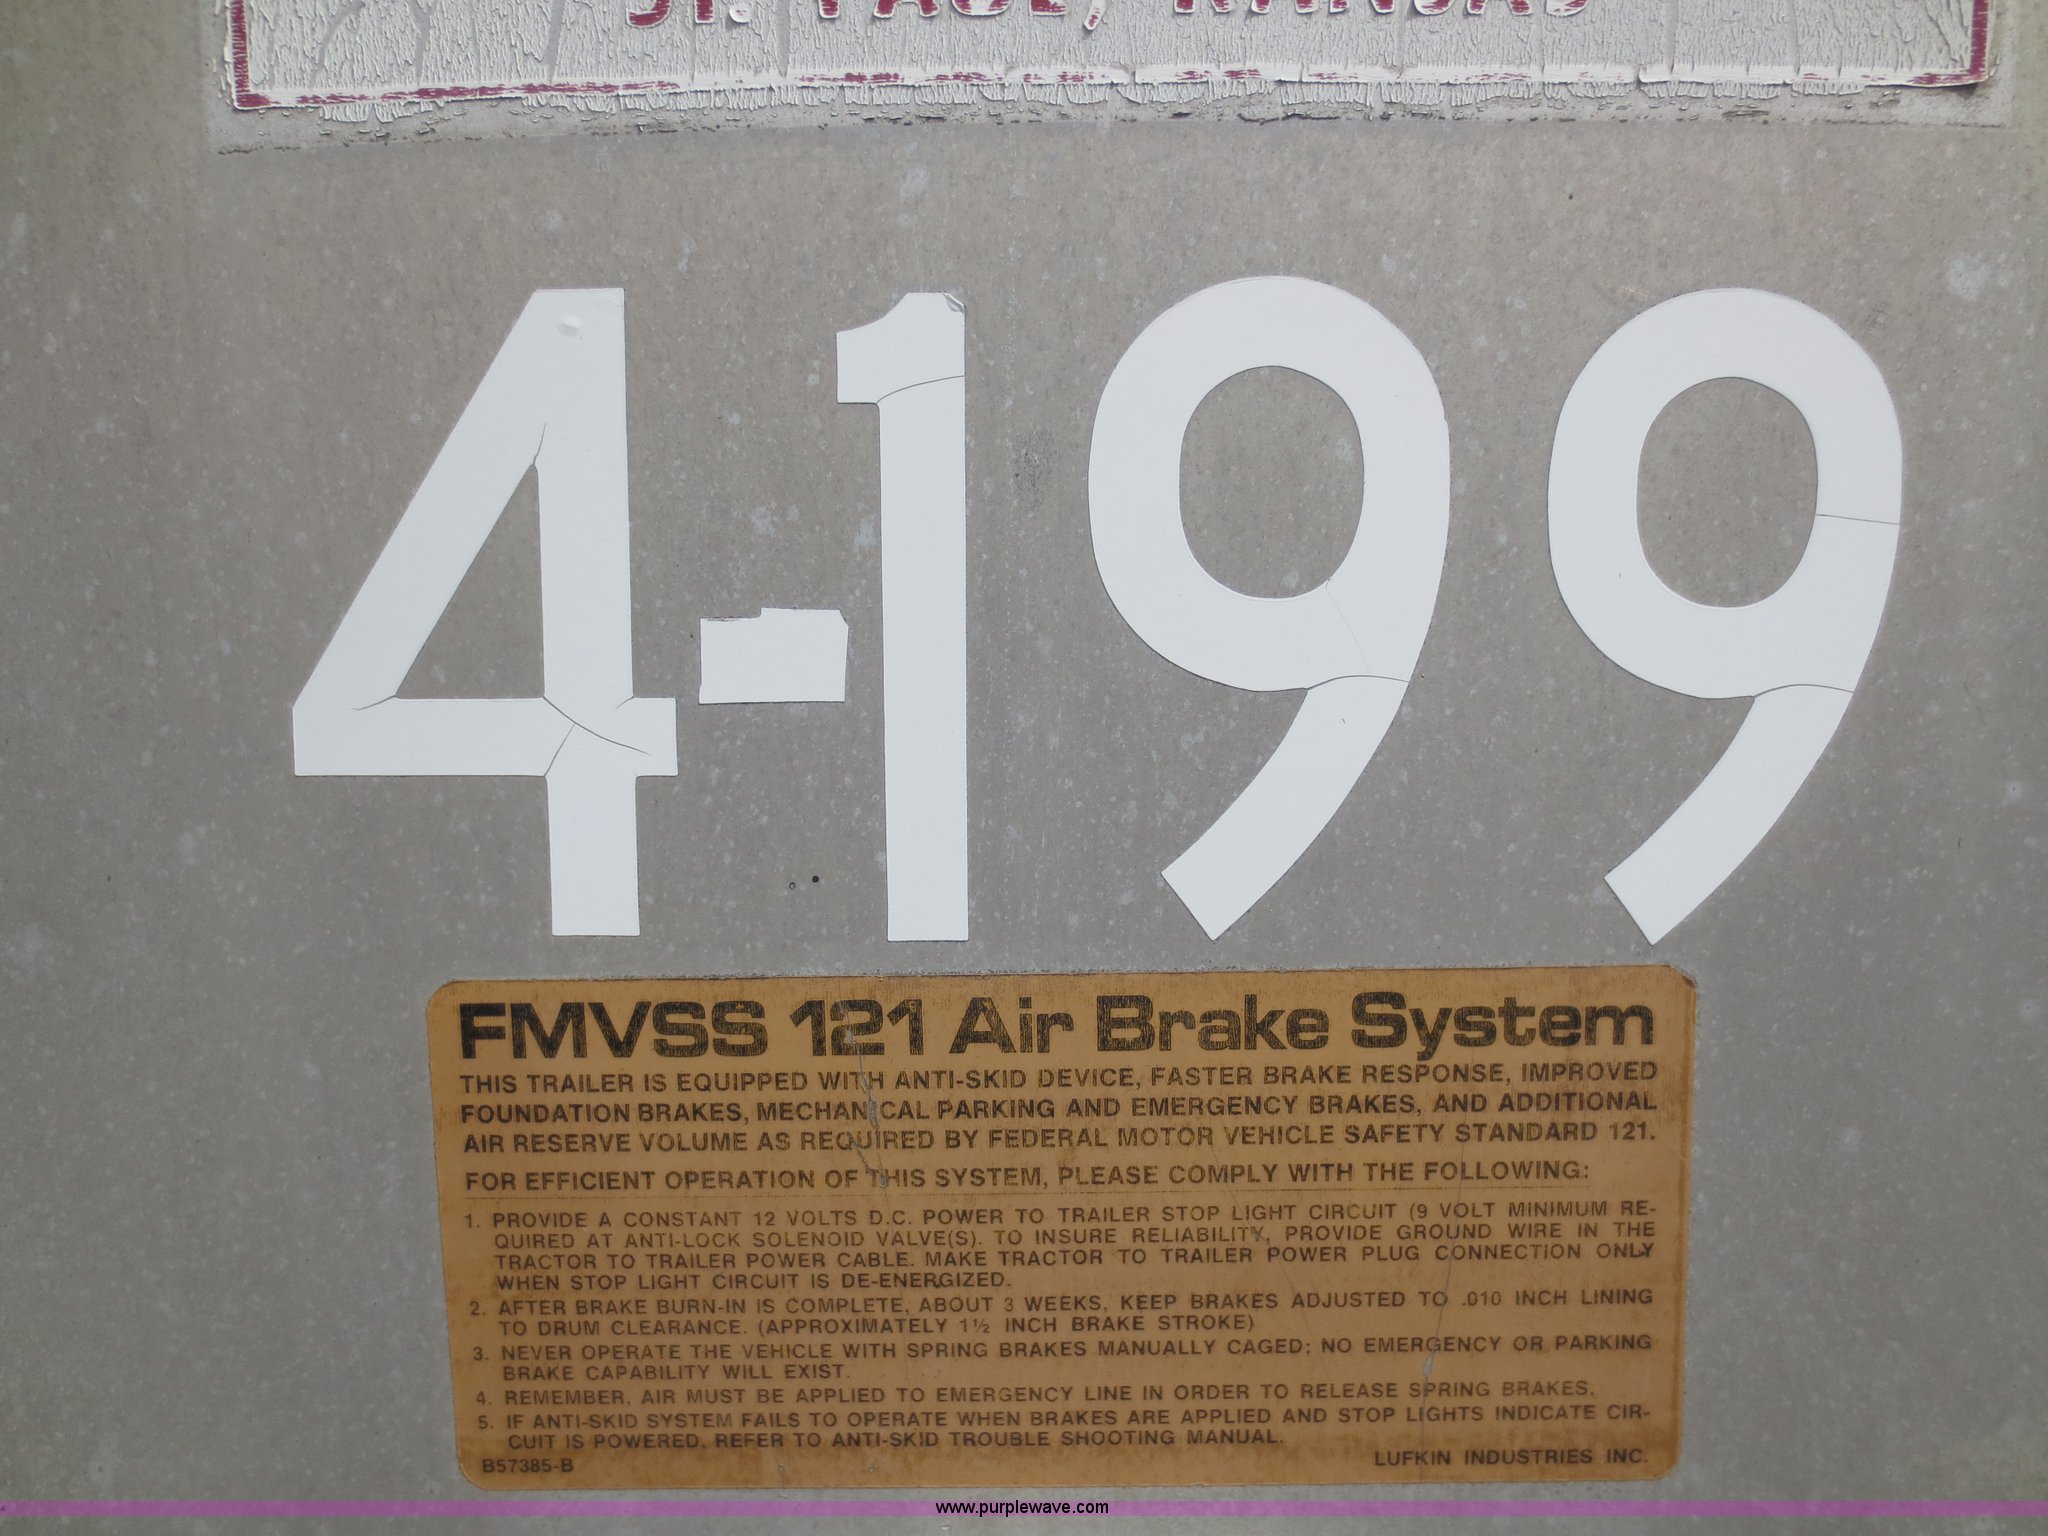 ST. PAUL, KANSAS
4-199
FMVSS 121 Air Brake System
THIS TRAILER IS EQUIPPED WITH ANTI-SKID DEVICE, FASTER BRAKE RESPONSE, IMPROVED
FOUNDATION BRAKES, MECHANICAL PARKING AND EMERGENCY BRAKES, AND ADDITIONAL
AIR RESERVE VOLUME AS REQUIRED BY FEDERAL MOTOR VEHICLE SAFETY STANDARD 121.
FOR EFFICIENT OPERATION OF THIS SYSTEM, PLEASE COMPLY WITH THE FOLLOWING:
1. PROVIDE A CONSTANT 12 VOLTS D.C. POWER TO TRAILER STOP LIGHT CIRCUIT (9 VOLT MINIMUM RE-
QUIRED AT ANTI-LOCK SOLENOID VALVE(S). TO INSURE RELIABILITY, PROVIDE GROUND WIRE IN THE
TRACTOR TO TRAILER POWER CABLE. MAKE TRACTOR TO TRAILER POWER PLUG CONNECTION ONLY
WHEN STOP LIGHT CIRCUIT IS DE-ENERGIZED.
2. AFTER BRAKE BURN-IN IS COMPLETE, ABOUT 3 WEEKS, KEEP BRAKES ADJUSTED TO .010 INCH LINING
TO DRUM CLEARANCE. (APPROXIMATELY 1½ INCH BRAKE STROKE)
3. NEVER OPERATE THE VEHICLE WITH SPRING BRAKES MANUALLY CAGED; NO EMERGENCY OR PARKING
BRAKE CAPABILITY WILL EXIST.
4. REMEMBER, AIR MUST BE APPLIED TO EMERGENCY LINE IN ORDER TO RELEASE SPRING BRAKES.
5. IF ANTI-SKID SYSTEM FAILS TO OPERATE WHEN BRAKES ARE APPLIED AND STOP LIGHTS INDICATE CIR-
CUIT IS POWERED, REFER TO ANTI-SKID TROUBLE SHOOTING MANUAL.
B57385-B LUFKIN INDUSTRIES INC.
www.purplewave.com